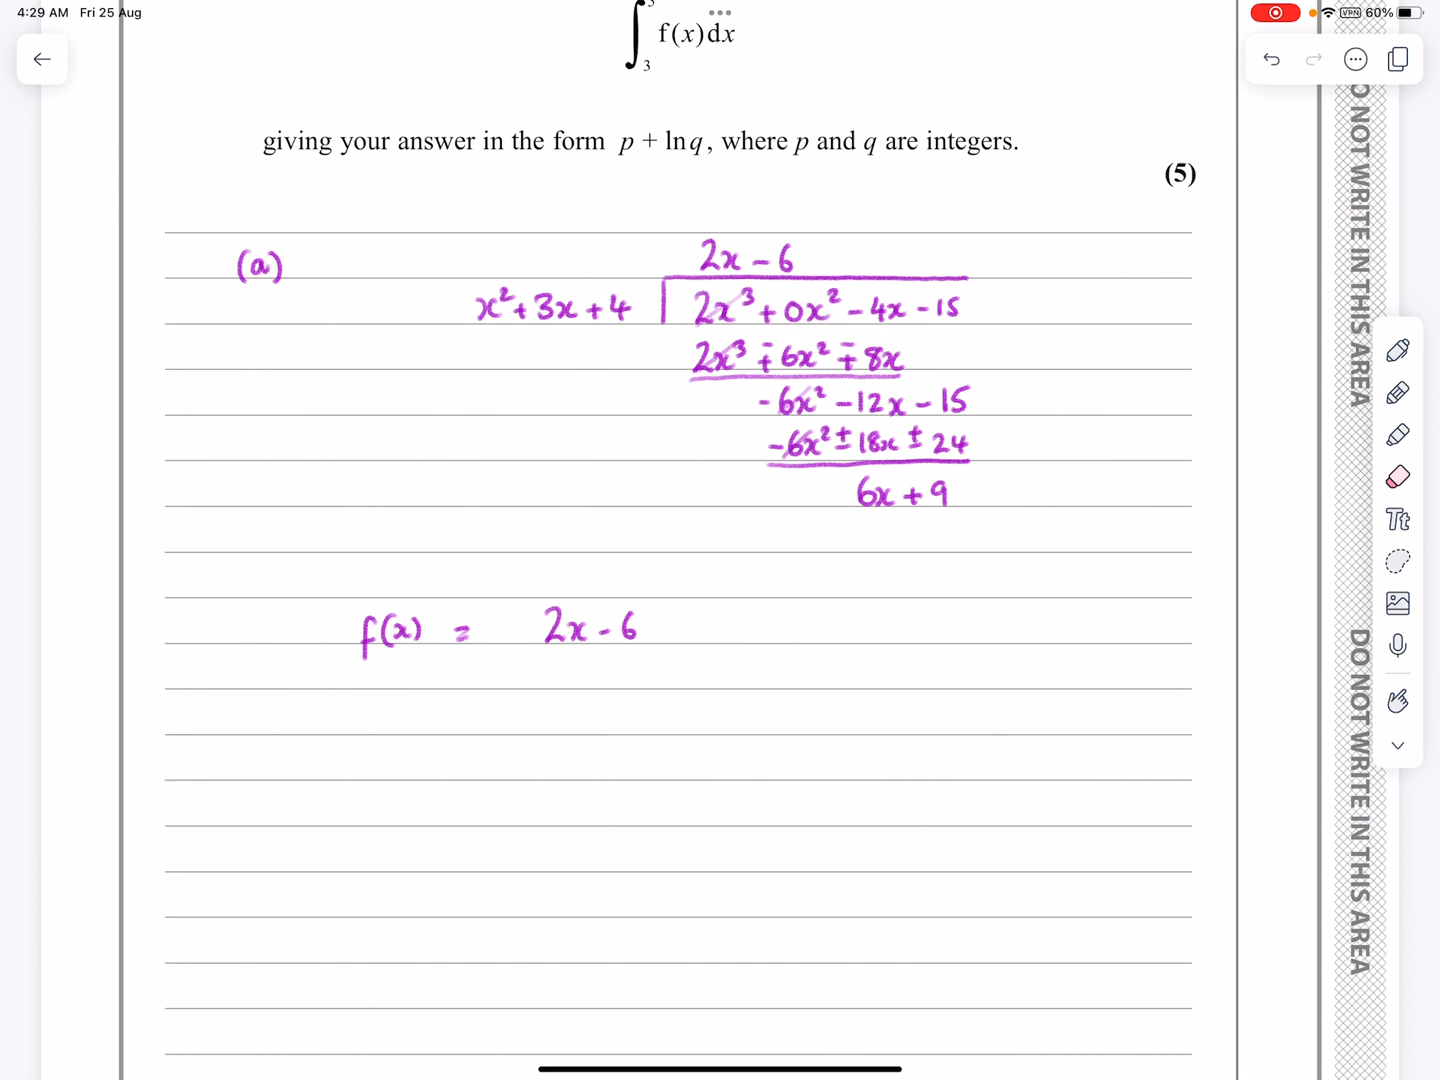 4:29 AM Fri 25 Aug
VPN 60%
∫₃⁵ f(x)dx
giving your answer in the form p + ln q, where p and q are integers.
(5)
(a)
2x - 6
x² + 3x + 4 2x³ + 0x² - 4x - 15
2x³ ∓ 6x² ∓ 8x
- 6x² - 12x - 15
- 6x² ± 18x ± 24
6x + 9
f(x) = 2x - 6
Tt
O NOT WRITE IN THIS AREA
DO NOT WRITE IN THIS AREA